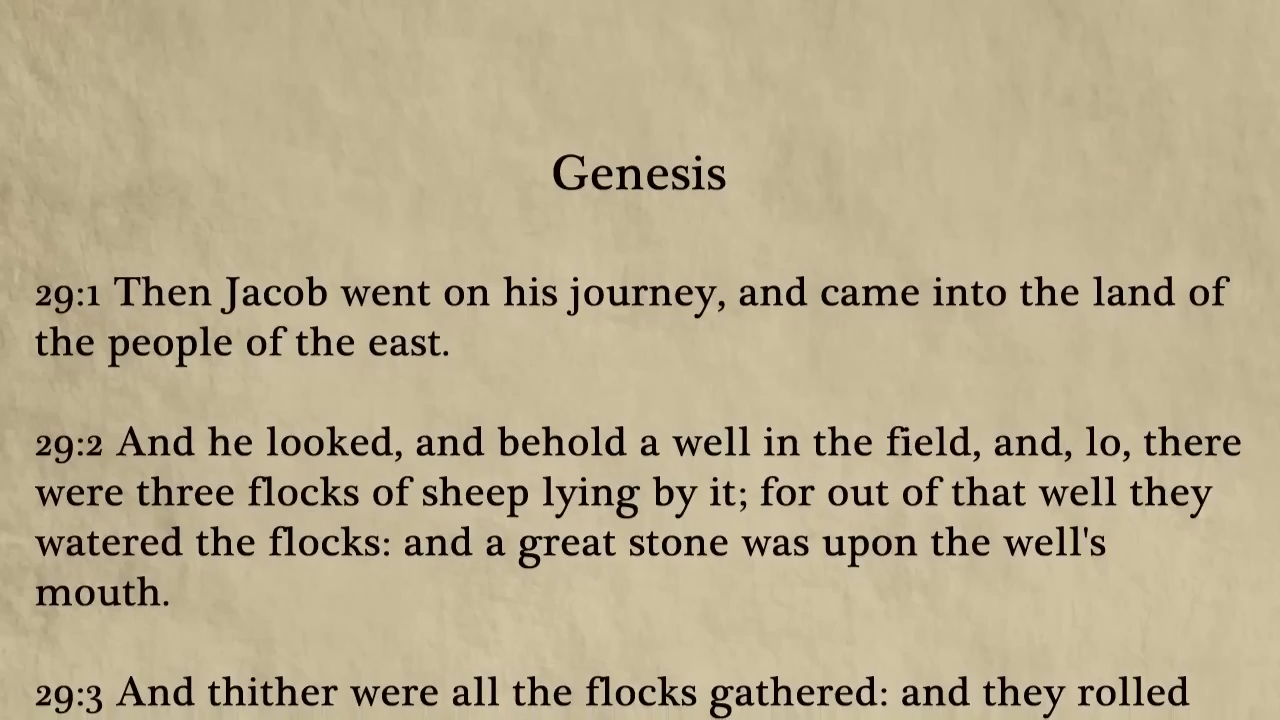 Genesis
29:1 Then Jacob went on his journey, and came into the land of
the people of the east.
29:2 And he looked, and behold a well in the field, and, lo, there
were three flocks of sheep lying by it; for out of that well they
watered the flocks: and a great stone was upon the well's
mouth.
29:3 And thither were all the flocks gathered: and they rolled